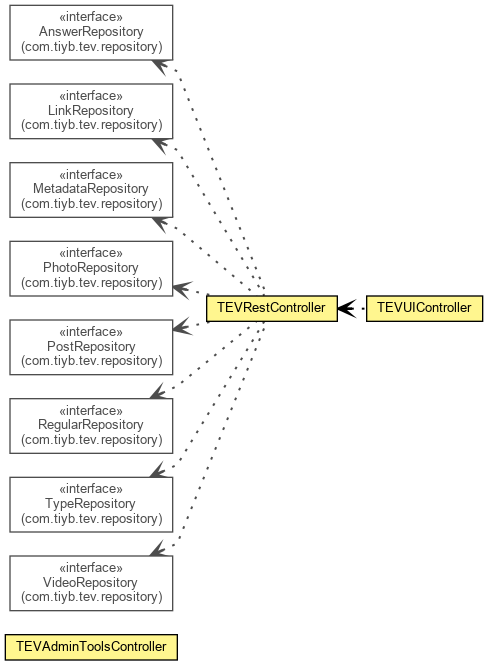 «interface»
AnswerRepository
(com.tiyb.tev.repository)
«interface»
LinkRepository
(com.tiyb.tev.repository)
«interface»
MetadataRepository
(com.tiyb.tev.repository)
«interface»
PhotoRepository
(com.tiyb.tev.repository)
«interface»
PostRepository
(com.tiyb.tev.repository)
«interface»
RegularRepository
(com.tiyb.tev.repository)
«interface»
TypeRepository
(com.tiyb.tev.repository)
«interface»
VideoRepository
(com.tiyb.tev.repository)
TEVRestController
TEVUIController
TEVAdminToolsController